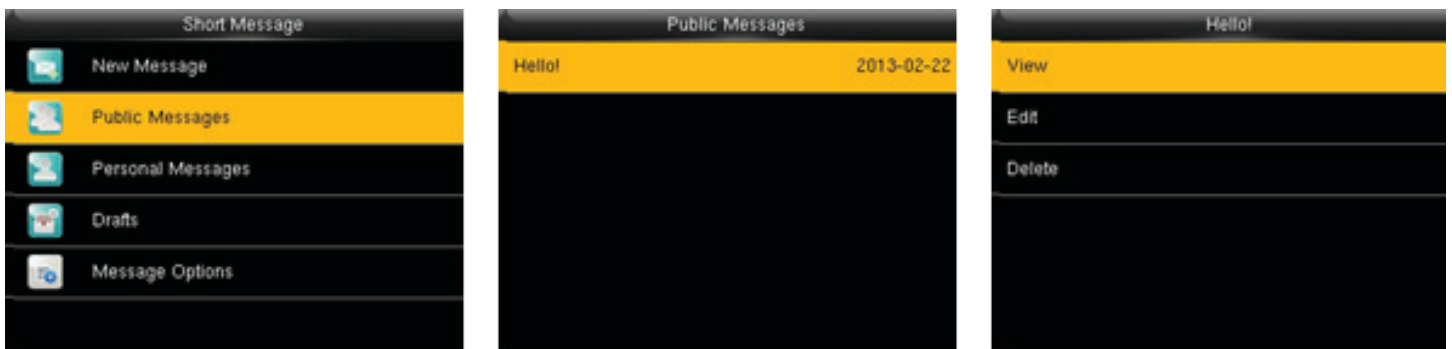 Short Message
New Message
Public Messages
Personal Messages
Drafts
Message Options
Public Messages
Hello! 2013-02-22
Hello!
View
Edit
Delete